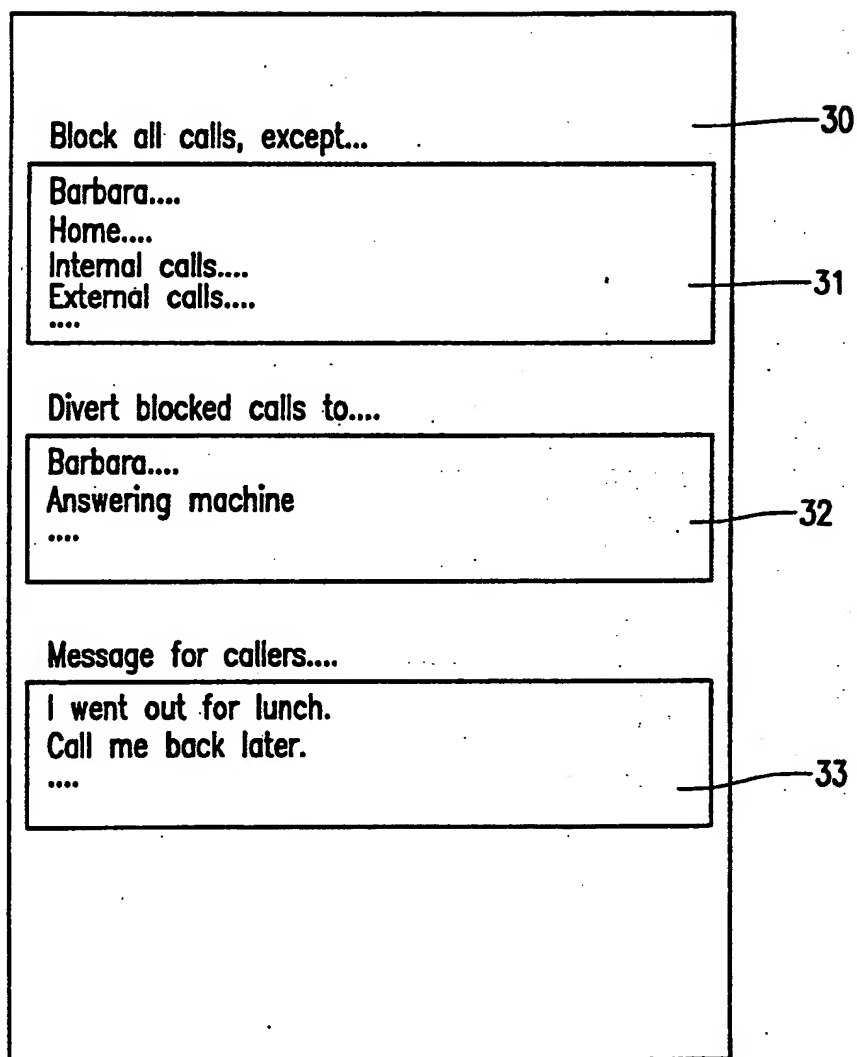 Block all calls, except...
30
Barbara....
Home....
Internal calls....
External calls....
....
31
Divert blocked calls to....
Barbara....
Answering machine
....
32
Message for callers....
I went out for lunch.
Call me back later.
....
33